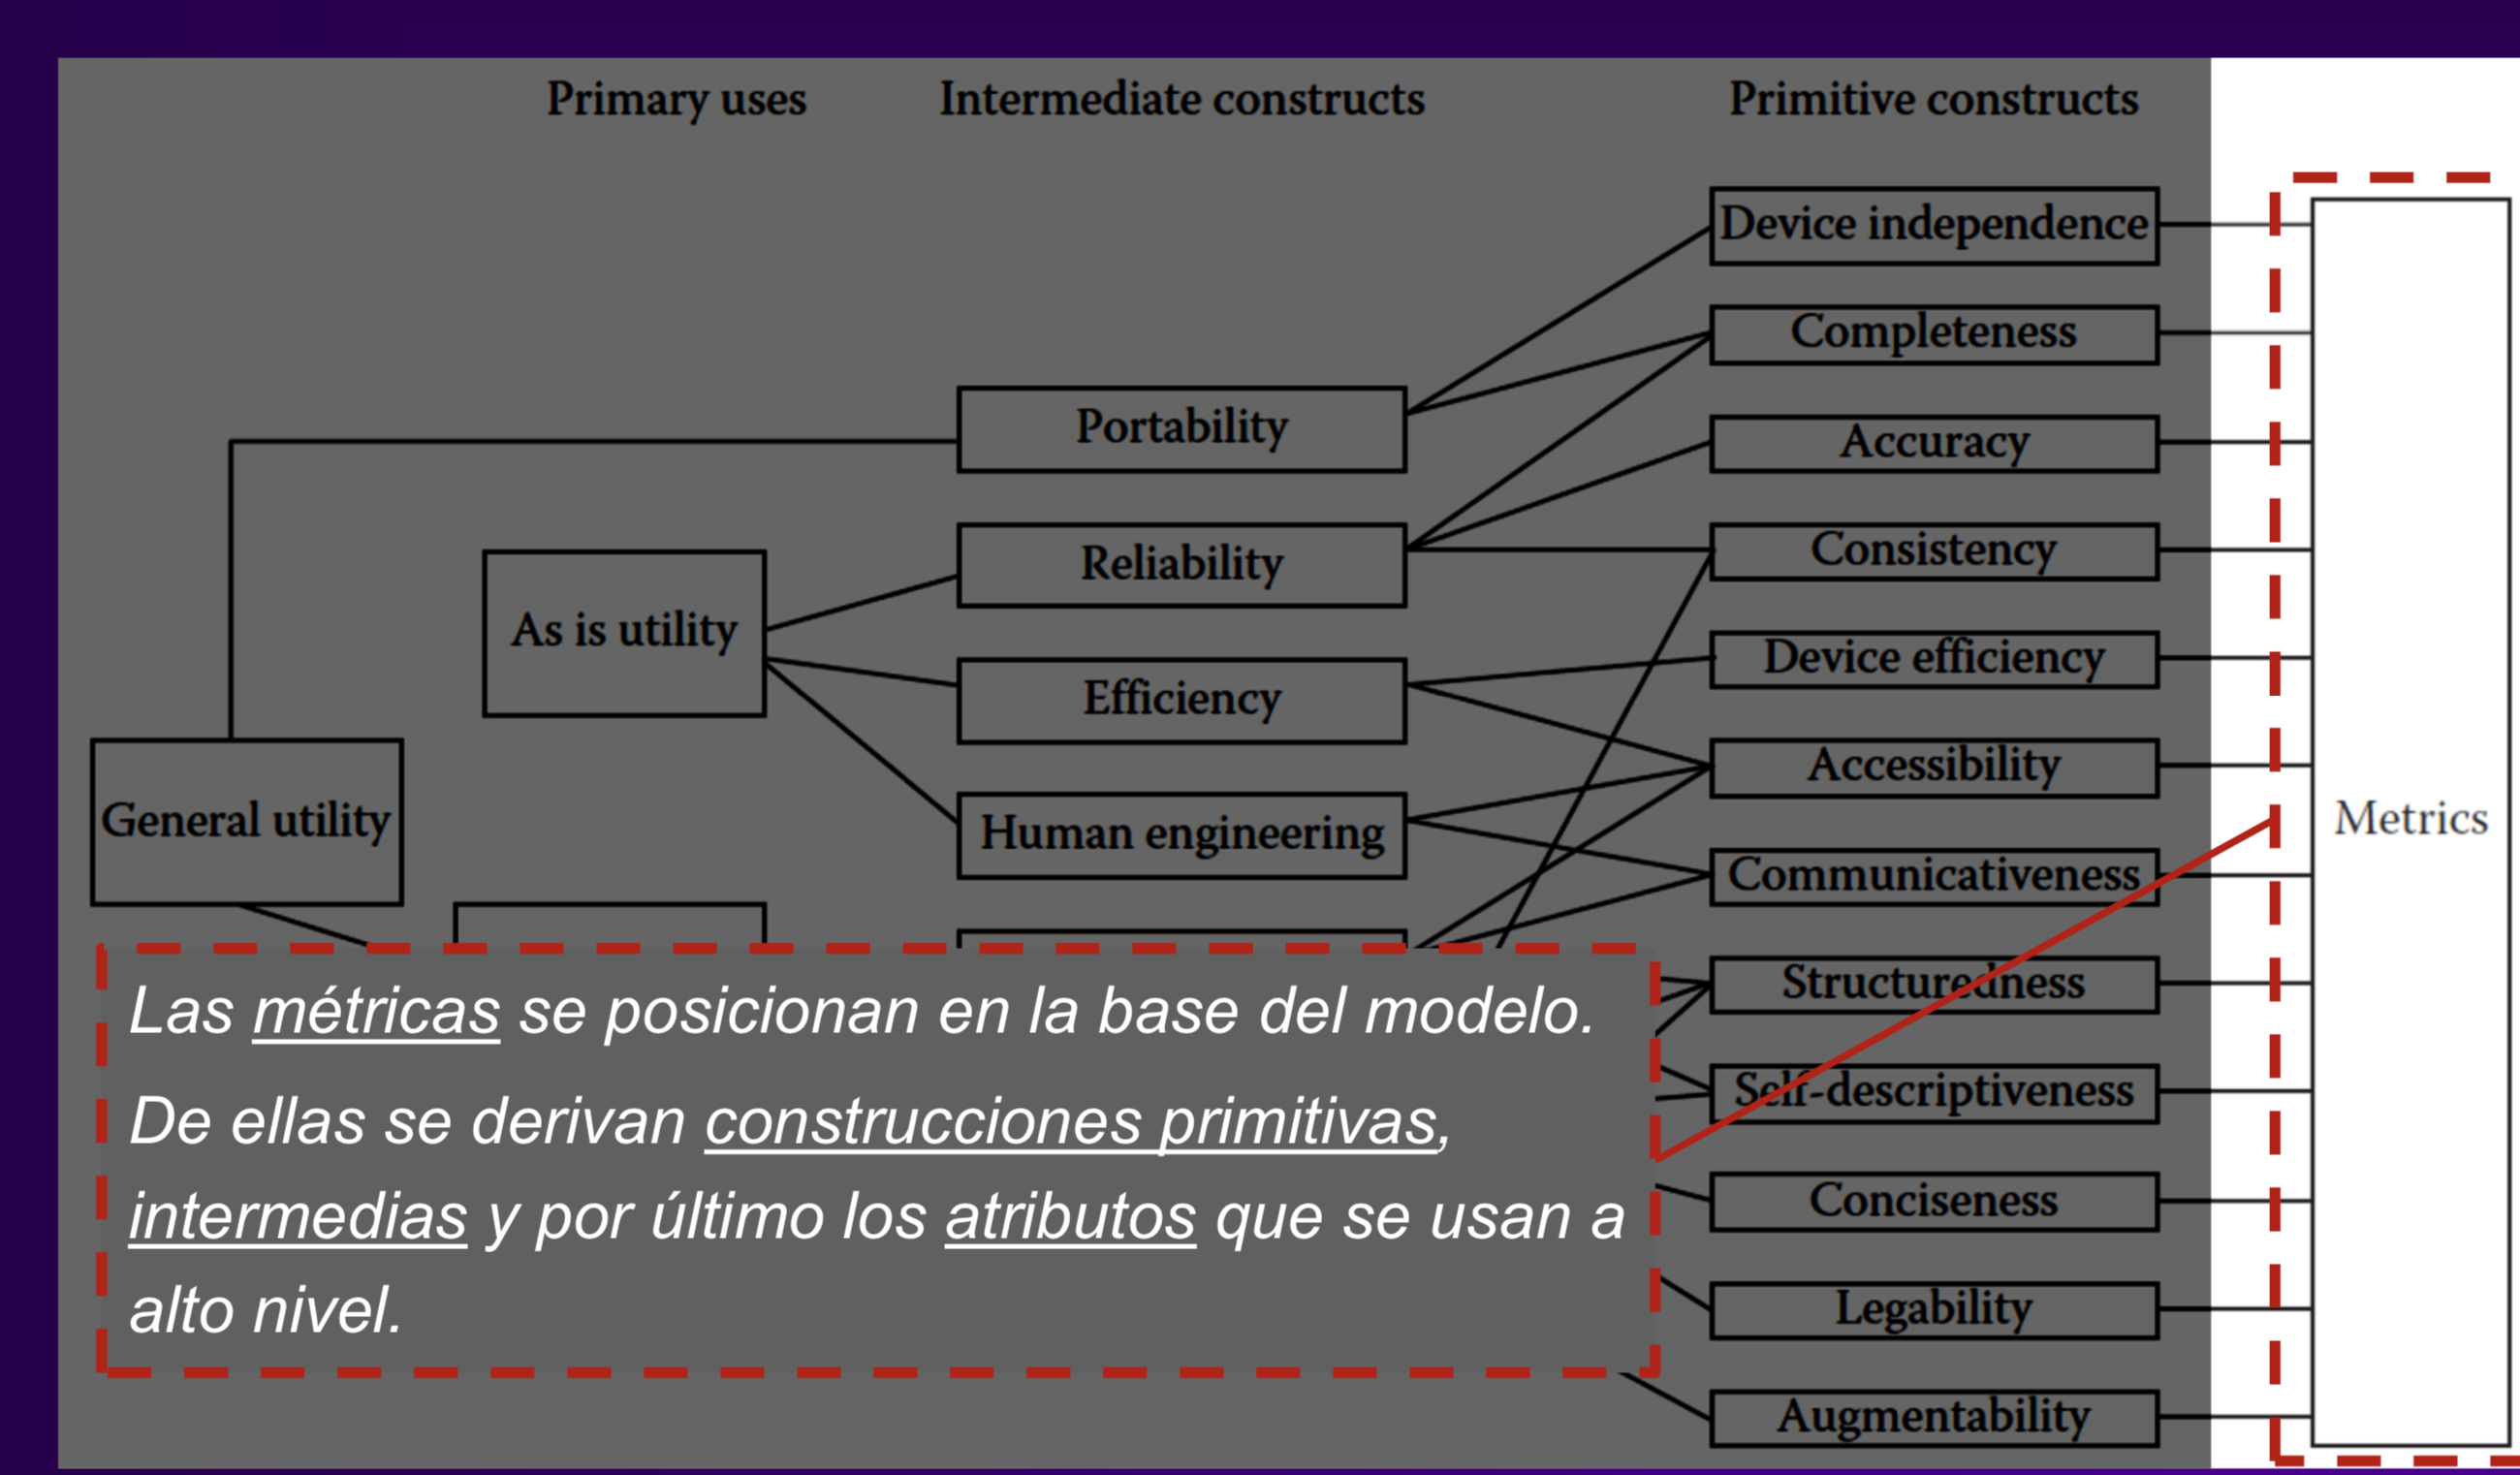 Primary uses
Intermediate constructs
Primitive constructs
Device independence
Completeness
Portability
Accuracy
Reliability
Consistency
As is utility
Device efficiency
Efficiency
Accessibility
General utility
Human engineering
Metrics
Communicativeness
Structuredness
Self-descriptiveness
Conciseness
Legability
Augmentability
Las métricas se posicionan en la base del modelo.
De ellas se derivan construcciones primitivas,
intermedias y por último los atributos que se usan a
alto nivel.